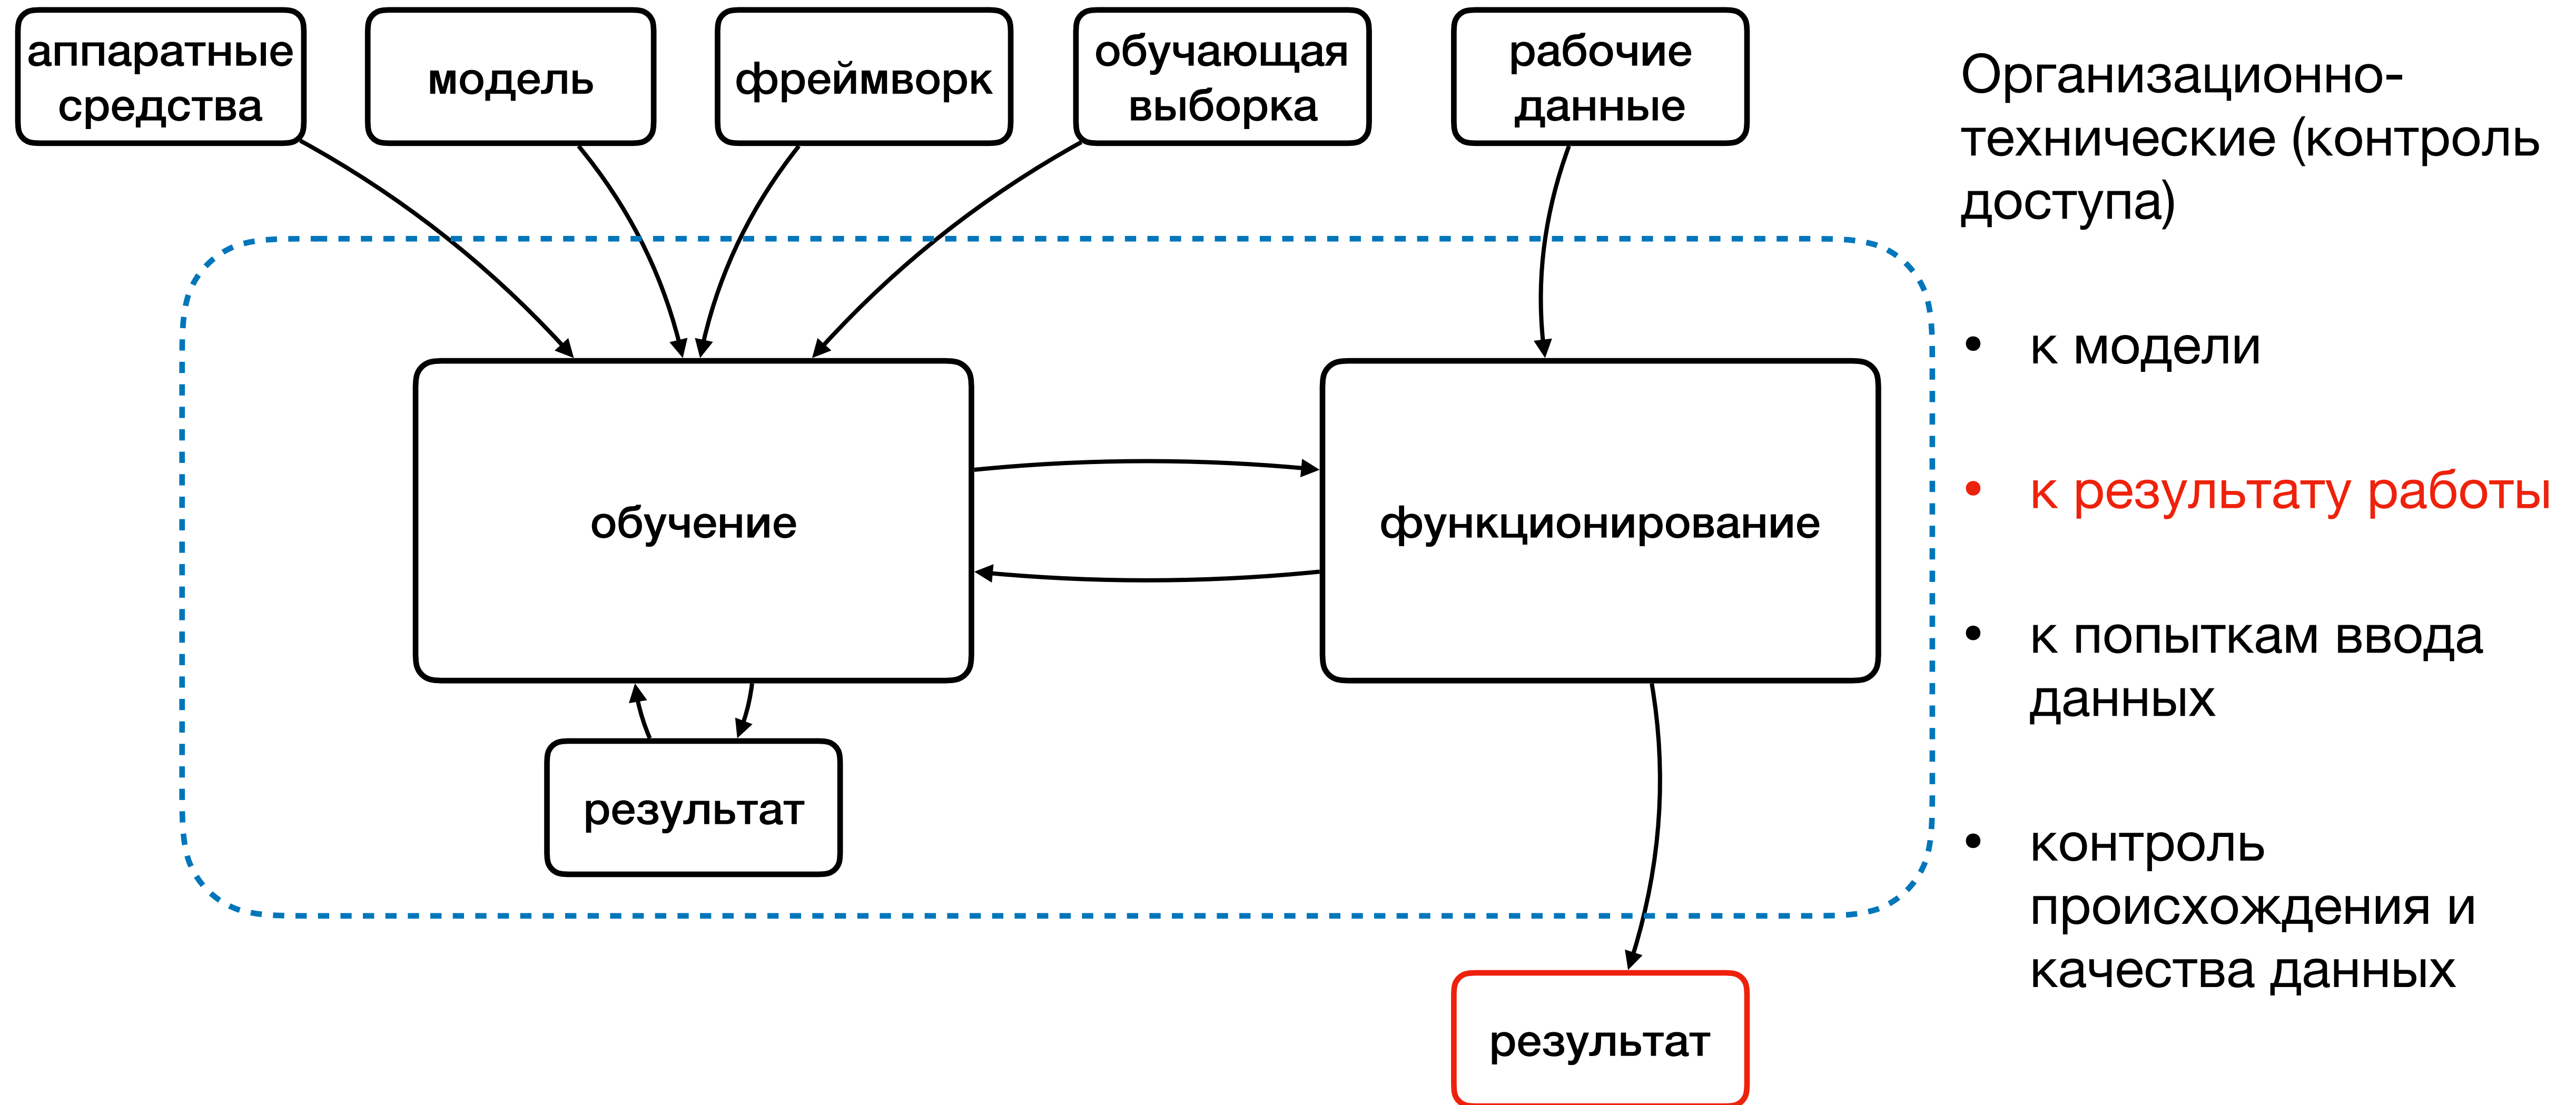 аппаратные
средства
модель
фреймворк
обучающая
выборка
рабочие
данные
обучение
функционирование
результат
результат
Организационно-
технические (контроль
доступа)
• к модели
• к результату работы
• к попыткам ввода
данных
• контроль
происхождения и
качества данных